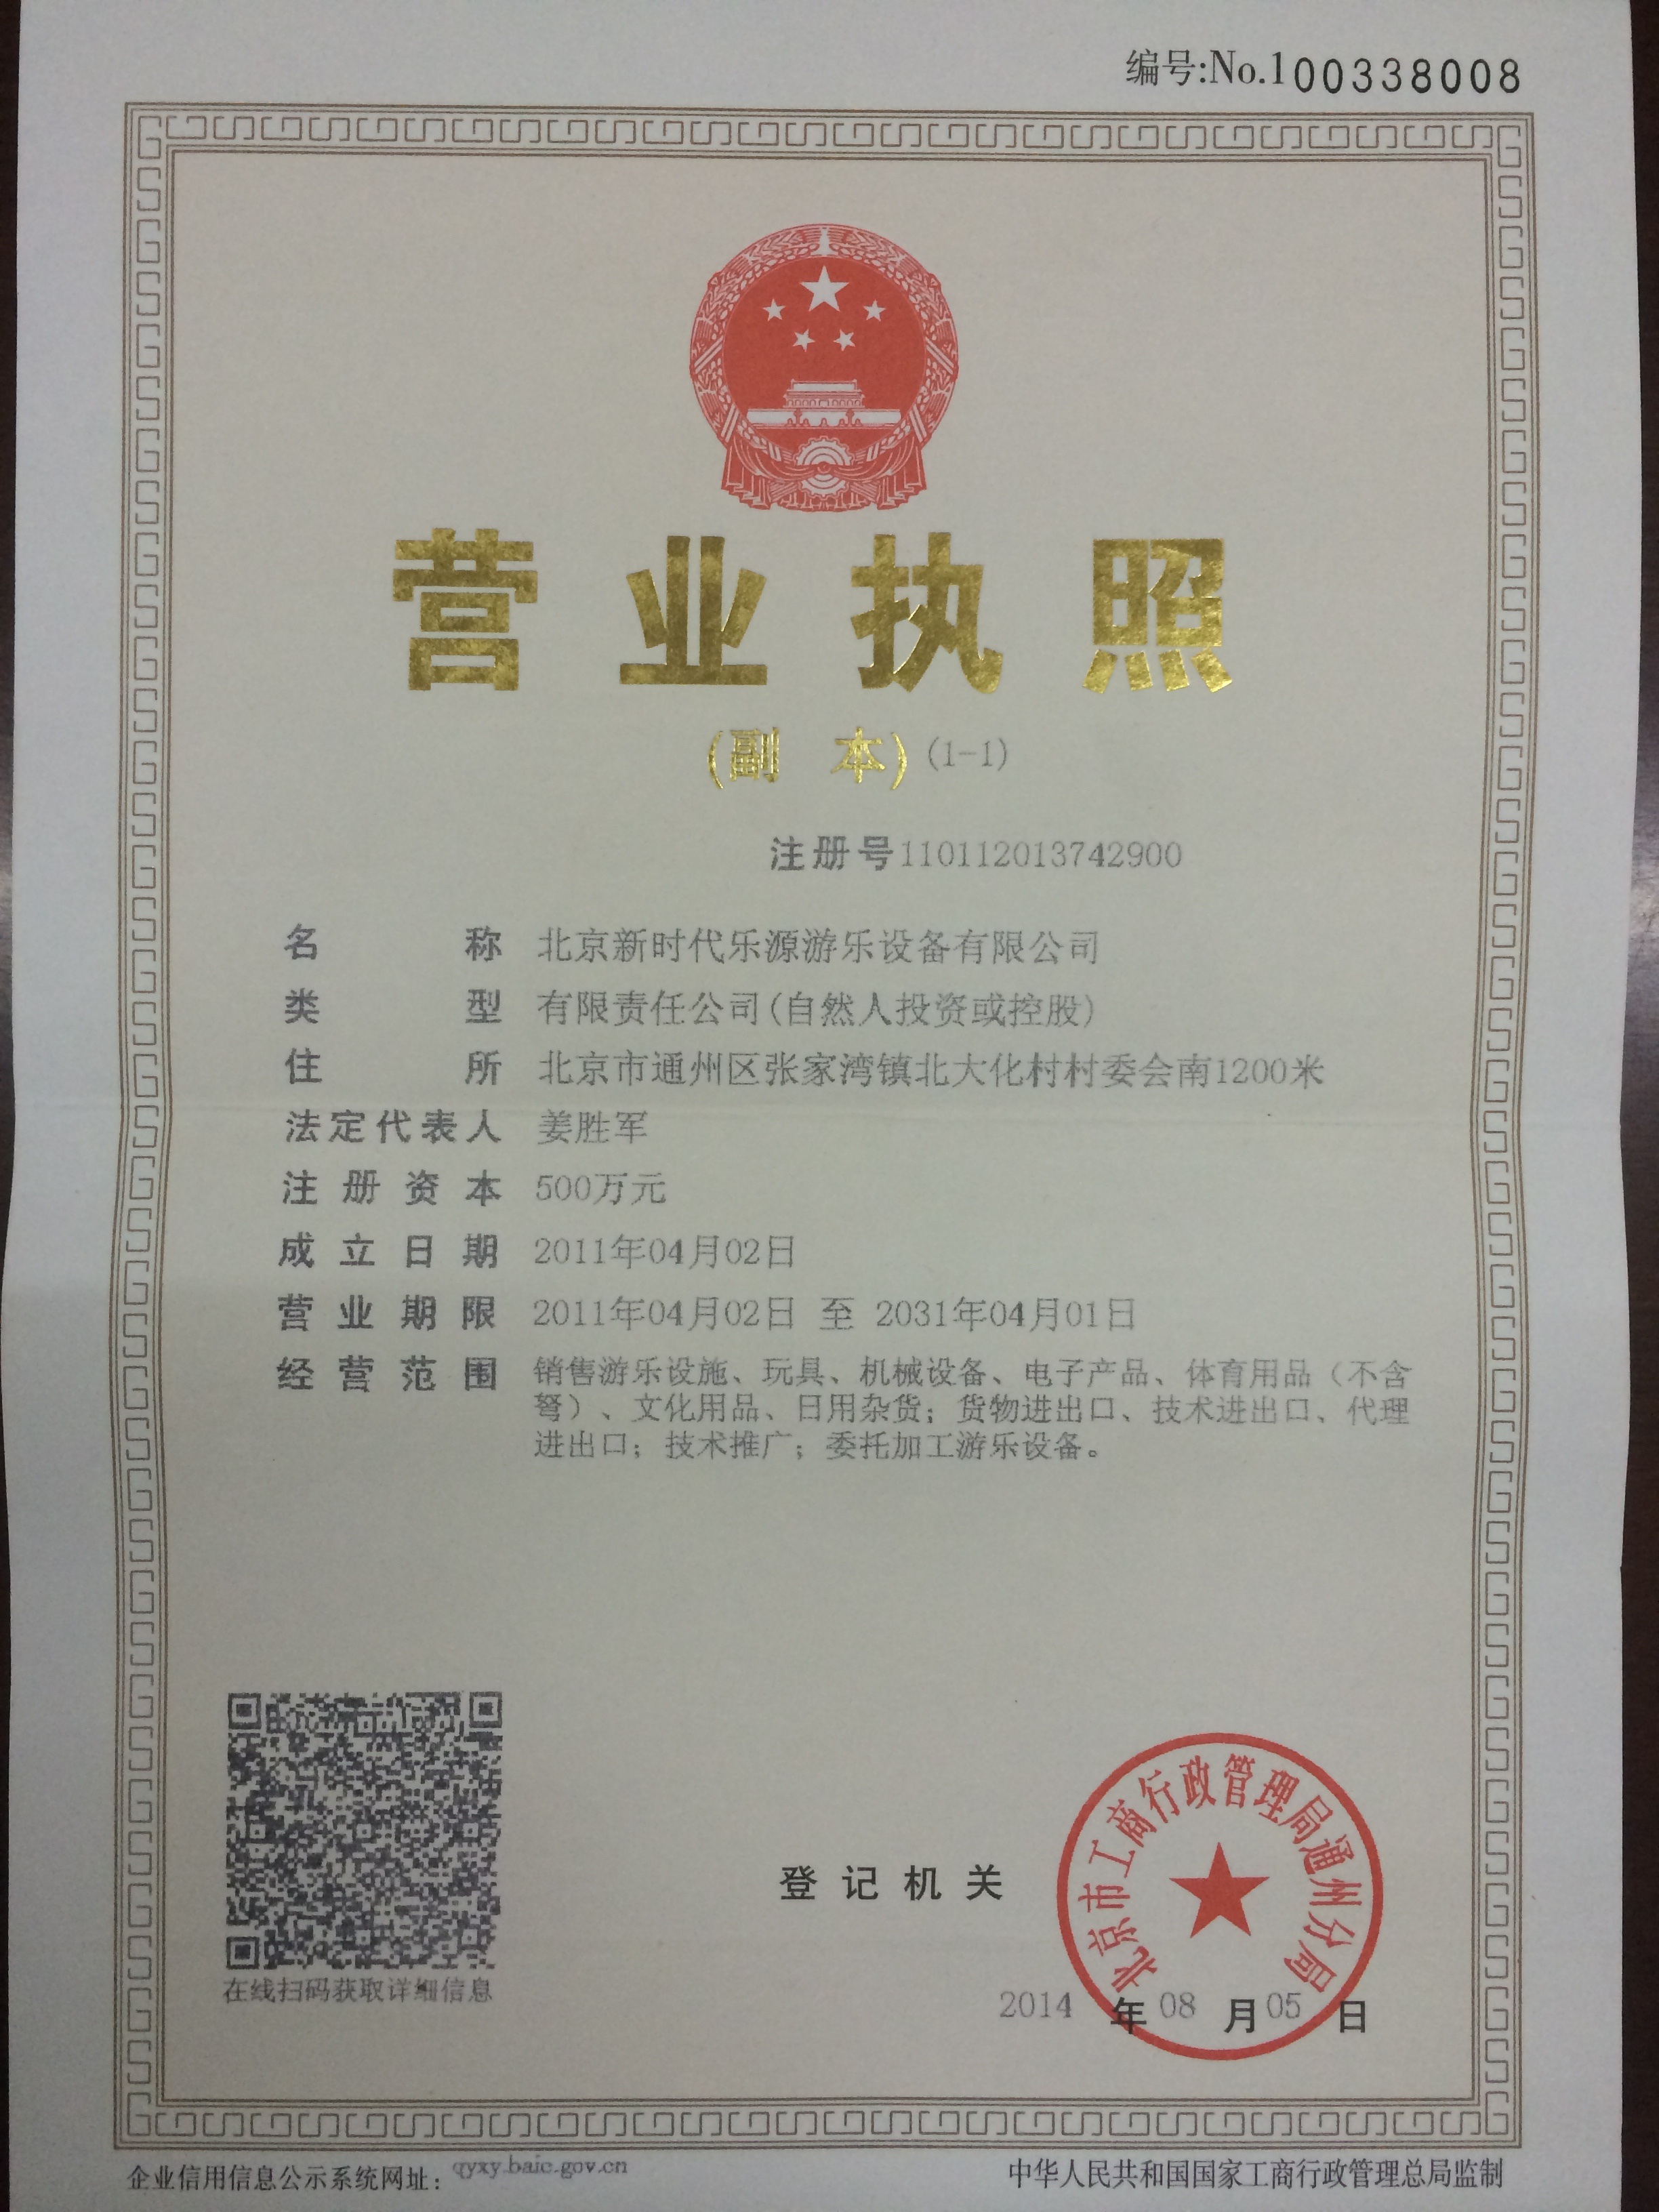 编号:No.100338008
营业执照
(副 本)(1-1)
注册号110112013742900
名称 北京新时代乐源游乐设备有限公司
类型 有限责任公司(自然人投资或控股)
住所 北京市通州区张家湾镇北大化村村委会南1200米
法定代表人 姜胜军
注册资本 500万元
成立日期 2011年04月02日
营业期限 2011年04月02日 至 2031年04月01日
经营范围 销售游乐设施、玩具、机械设备、电子产品、体育用品（不含
弩）、文化用品、日用杂货；货物进出口、技术进出口、代理
进出口；技术推广；委托加工游乐设备。
在线扫码获取详细信息
登记机关
北京市工商行政管理局通州分局
2014年08月05日
企业信用信息公示系统网址：qyxy.baic.gov.cn
中华人民共和国国家工商行政管理总局监制